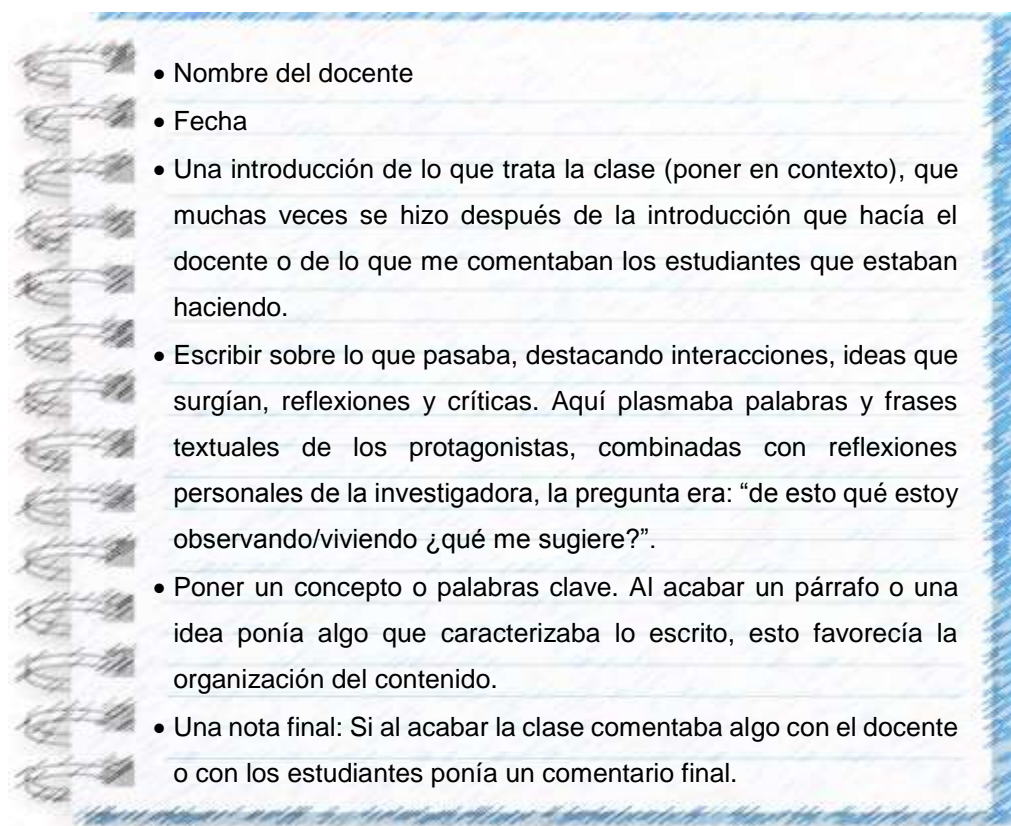 • Nombre del docente
• Fecha
• Una introducción de lo que trata la clase (poner en contexto), que
muchas veces se hizo después de la introducción que hacía el
docente o de lo que me comentaban los estudiantes que estaban
haciendo.
• Escribir sobre lo que pasaba, destacando interacciones, ideas que
surgían, reflexiones y críticas. Aquí plasmaba palabras y frases
textuales de los protagonistas, combinadas con reflexiones
personales de la investigadora, la pregunta era: “de esto qué estoy
observando/viviendo ¿qué me sugiere?”.
• Poner un concepto o palabras clave. Al acabar un párrafo o una
idea ponía algo que caracterizaba lo escrito, esto favorecía la
organización del contenido.
• Una nota final: Si al acabar la clase comentaba algo con el docente
o con los estudiantes ponía un comentario final.